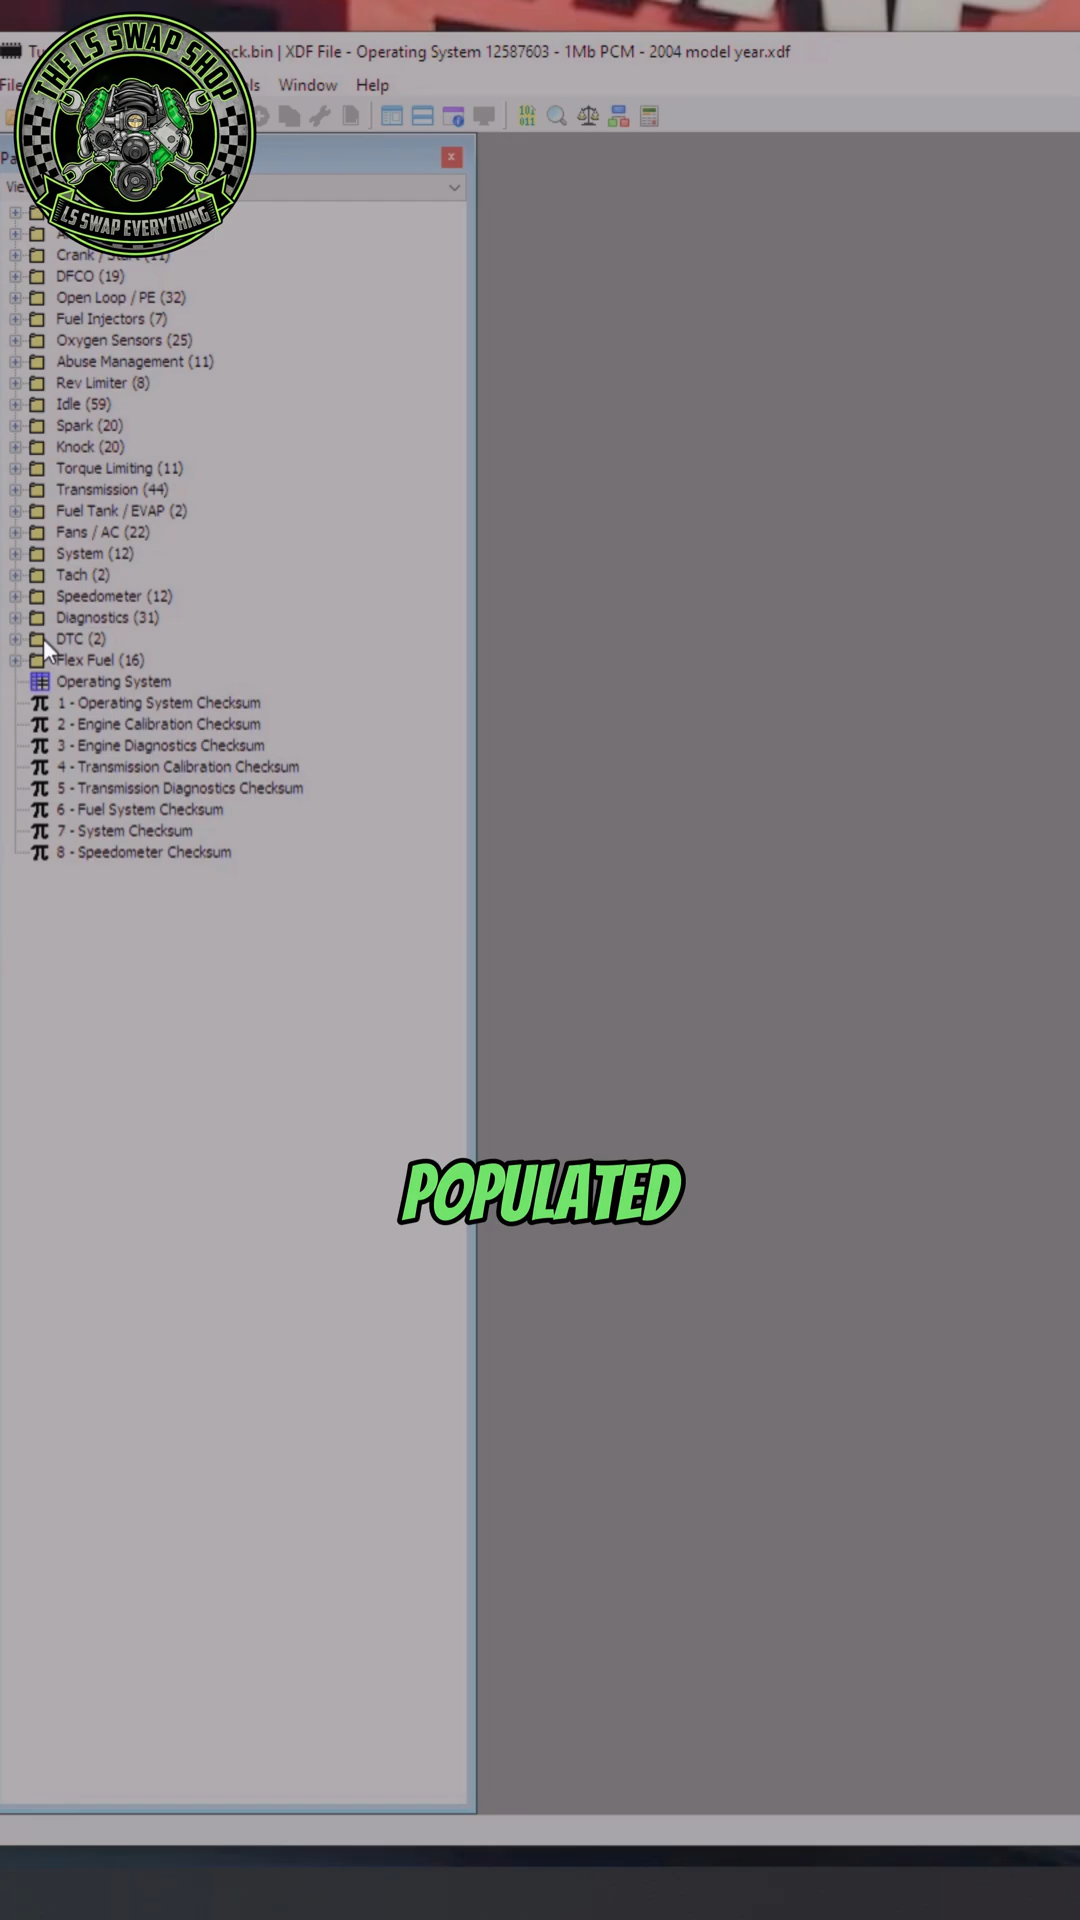 THE LS SWAP SHOP
LS SWAP EVERYTHING
ock.bin | XDF File - Operating System 12587603 - 1Mb PCM - 2004 model year.xdf
File
ls Window Help
Crank / Start (11)
DFCO (19)
Open Loop / PE (32)
Fuel Injectors (7)
Oxygen Sensors (25)
Abuse Management (11)
Rev Limiter (8)
Idle (59)
Spark (20)
Knock (20)
Torque Limiting (11)
Transmission (44)
Fuel Tank / EVAP (2)
Fans / AC (22)
System (12)
Tach (2)
Speedometer (12)
Diagnostics (31)
DTC (2)
Flex Fuel (16)
Operating System
1 - Operating System Checksum
2 - Engine Calibration Checksum
3 - Engine Diagnostics Checksum
4 - Transmission Calibration Checksum
5 - Transmission Diagnostics Checksum
6 - Fuel System Checksum
7 - System Checksum
8 - Speedometer Checksum
POPULATED